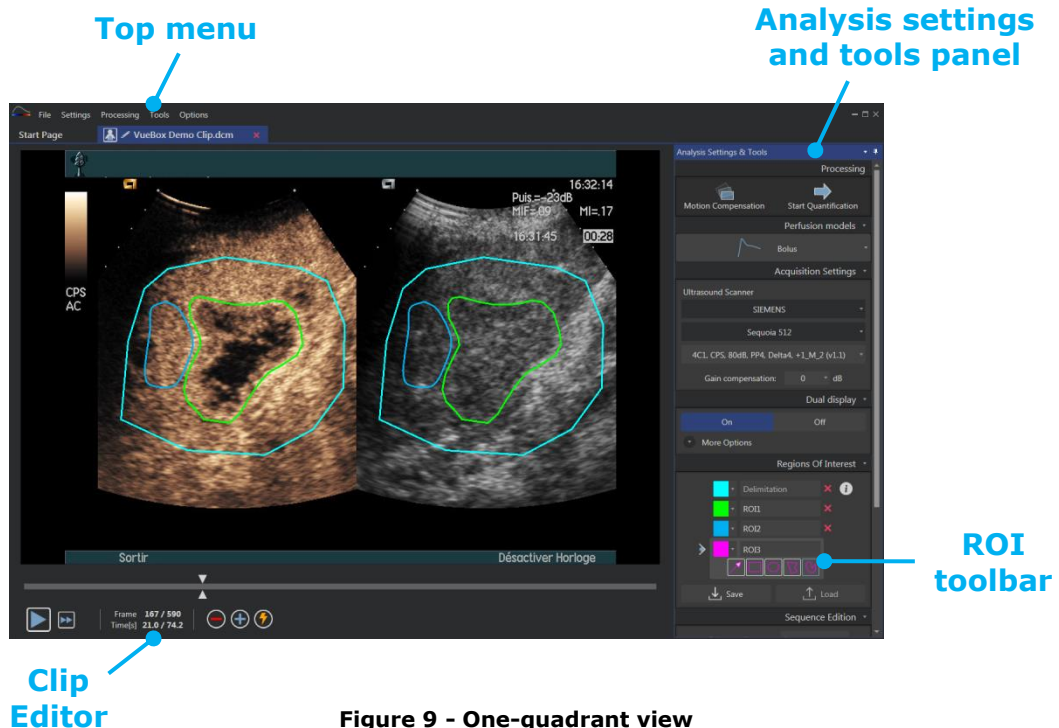 Top menu
Analysis settings
and tools panel
File Settings Processing Tools Options
Start Page VueBox Demo Clip.dcm
Analysis Settings & Tools
Processing
Motion Compensation Start Quantification
Perfusion models
Bolus
Acquisition Settings
Ultrasound Scanner
SIEMENS
Sequoia 512
4C1, CPS, 80dB, PP4, Delta4, +1_M_2 (v1.1)
Gain compensation: 0 dB
Dual display
On Off
More Options
Regions Of Interest
Delimitation
ROI1
ROI2
ROI3
Save Load
Sequence Edition
16:32:14
Puis.=-23dB
MIF=.09 MI=.17
16:31:45 00:28
CPS
AC
Sortir Désactiver Horloge
Frame 167 / 590
Time[s] 21.0 / 74.2
ROI
toolbar
Clip
Editor
Figure 9 - One-quadrant view